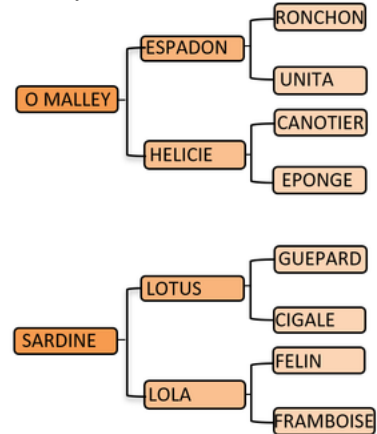 RONCHON
ESPADON
UNITA
O MALLEY
CANOTIER
HELICIE
EPONGE
GUEPARD
LOTUS
CIGALE
SARDINE
FELIN
LOLA
FRAMBOISE